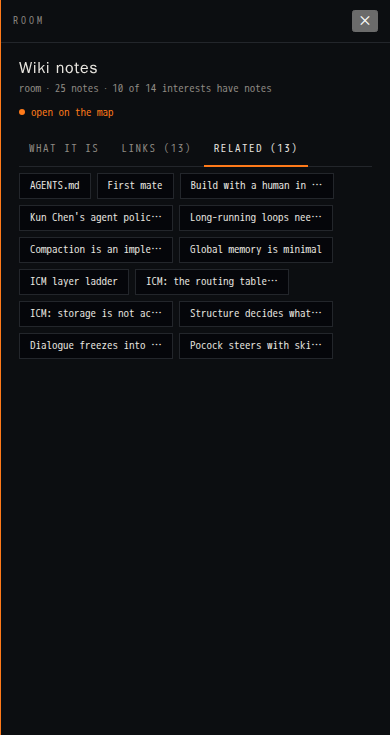 ROOM
Wiki notes
room · 25 notes · 10 of 14 interests have notes
open on the map
WHAT IT IS LINKS (13) RELATED (13)
AGENTS.md First mate Build with a human in ···
Kun Chen's agent polic··· Long-running loops nee···
Compaction is an imple··· Global memory is minimal
ICM layer ladder ICM: the routing table···
ICM: storage is not ac··· Structure decides what···
Dialogue freezes into ··· Pocock steers with ski···